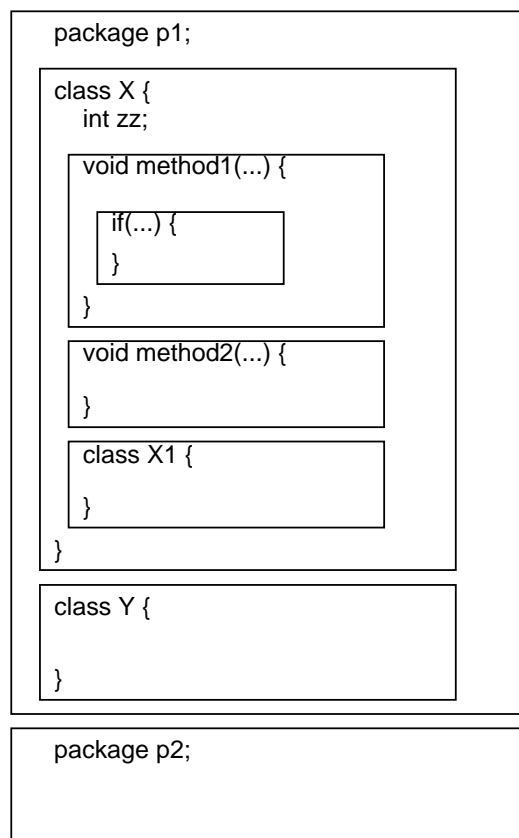 package p1;
class X {
int zz;
void method1(...) {
if(...) {
}
}
void method2(...) {
}
class X1 {
}
}
class Y {
}
package p2;